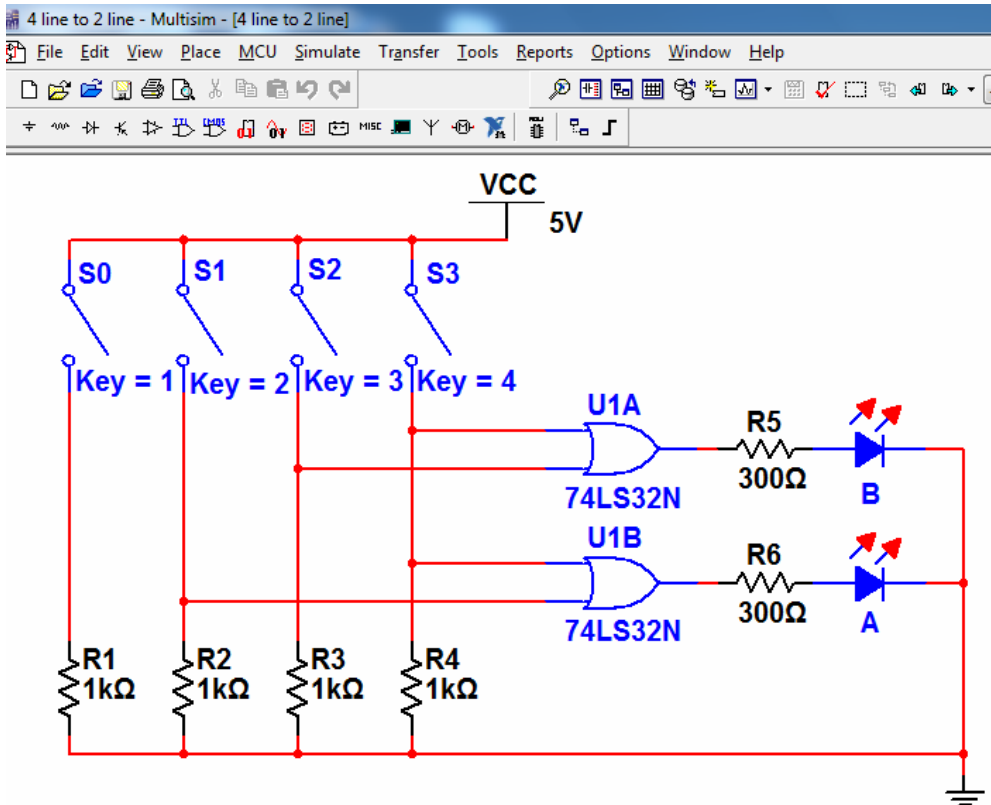 4 line to 2 line - Multisim - [4 line to 2 line]
File Edit View Place MCU Simulate Transfer Tools Reports Options Window Help
MISC
VCC
5V
S0 S1 S2 S3
Key = 1 Key = 2 Key = 3 Key = 4
U1A
74LS32N
R5
300Ω
B
U1B
74LS32N
R6
300Ω
A
R1 R2 R3 R4
1kΩ 1kΩ 1kΩ 1kΩ